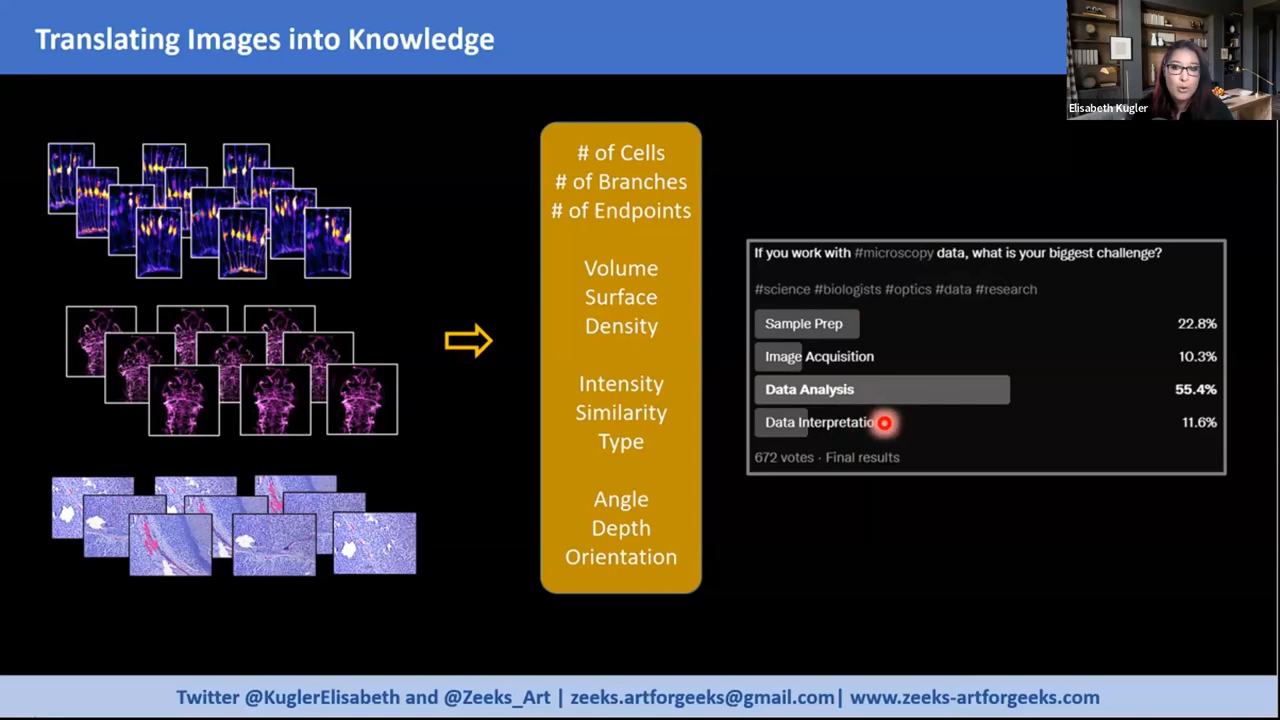 Translating Images into Knowledge
Elisabeth Kugler
# of Cells
# of Branches
# of Endpoints
Volume
Surface
Density
Intensity
Similarity
Type
Angle
Depth
Orientation
If you work with #microscopy data, what is your biggest challenge?
#science #biologists #optics #data #research
Sample Prep 22.8%
Image Acquisition 10.3%
Data Analysis 55.4%
Data Interpretatio 11.6%
672 votes · Final results
Twitter @KuglerElisabeth and @Zeeks_Art | zeeks.artforgeeks@gmail.com| www.zeeks-artforgeeks.com